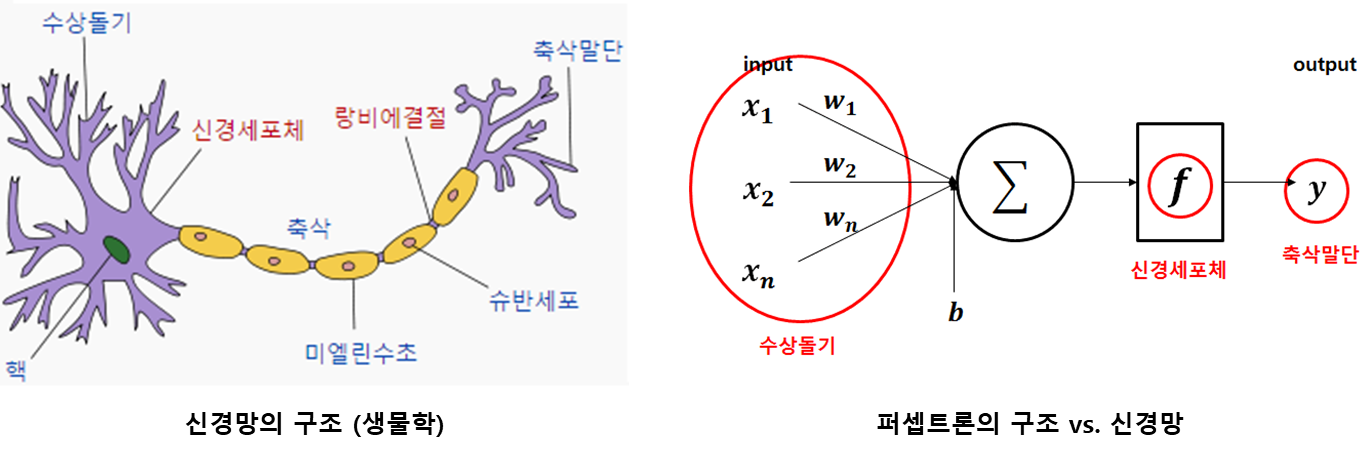 수상돌기
축삭말단
신경세포체
랑비에결절
축삭
슈반세포
미엘린수초
핵
신경망의 구조 (생물학)
input
output
x1
w1
x2
w2
wn
xn
∑
f
y
b
신경세포체
축삭말단
수상돌기
퍼셉트론의 구조 vs. 신경망